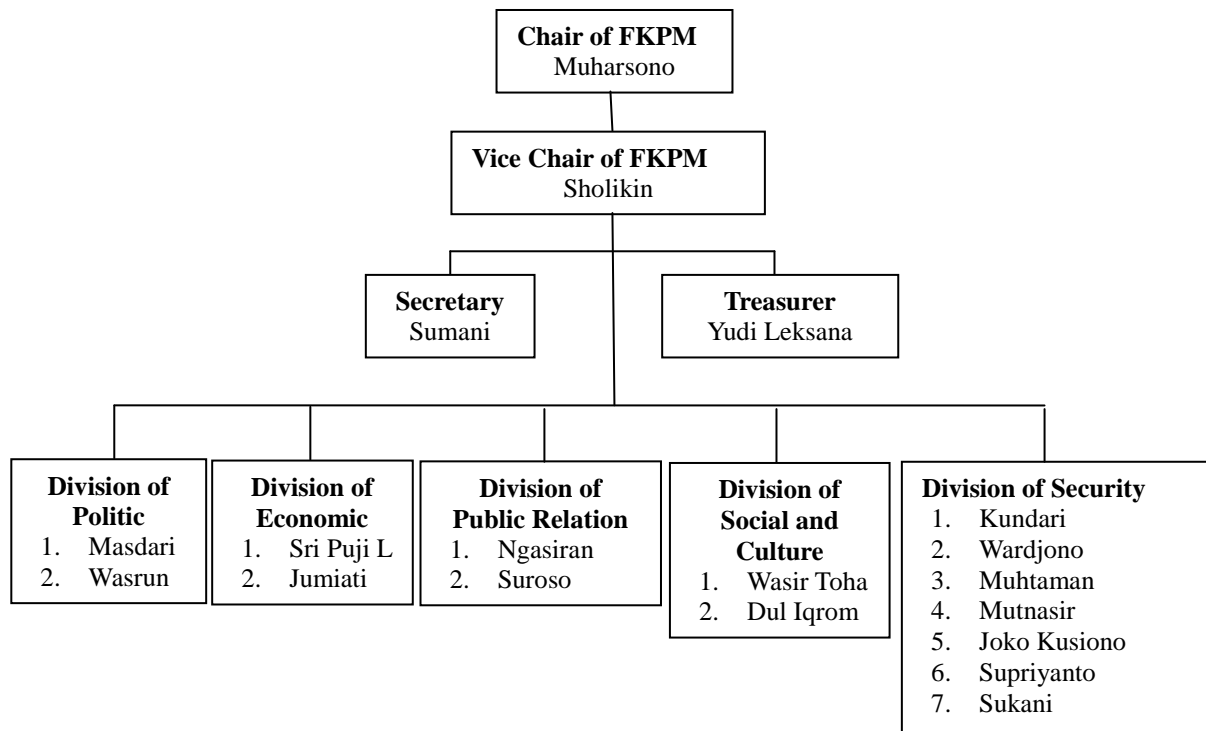 Chair of FKPM
Muharsono
Vice Chair of FKPM
Sholikin
Secretary
Sumani
Treasurer
Yudi Leksana
Division of
Politic
1. Masdari
2. Wasrun
Division of
Economic
1. Sri Puji L
2. Jumiati
Division of
Public Relation
1. Ngasiran
2. Suroso
Division of
Social and
Culture
1. Wasir Toha
2. Dul Iqrom
Division of Security
1. Kundari
2. Wardjono
3. Muhtaman
4. Mutnasir
5. Joko Kusiono
6. Supriyanto
7. Sukani